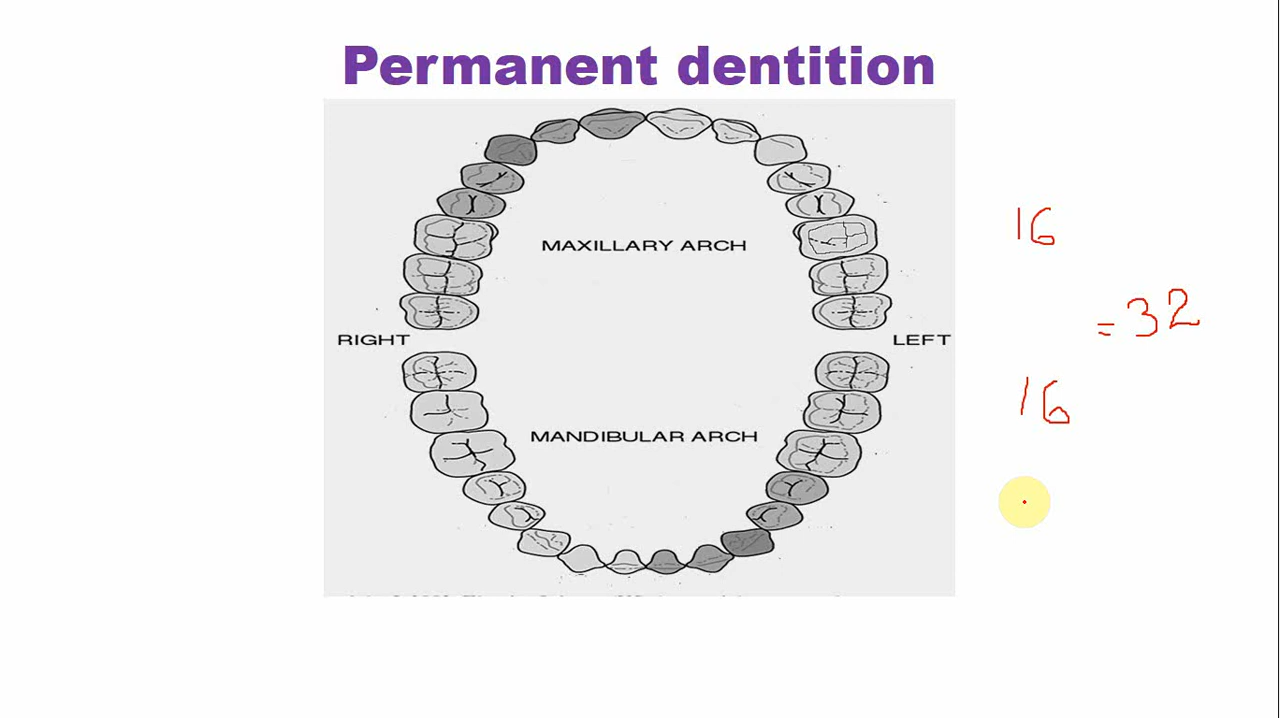 Permanent dentition
MAXILLARY ARCH
16
= 32
RIGHT
LEFT
16
MANDIBULAR ARCH